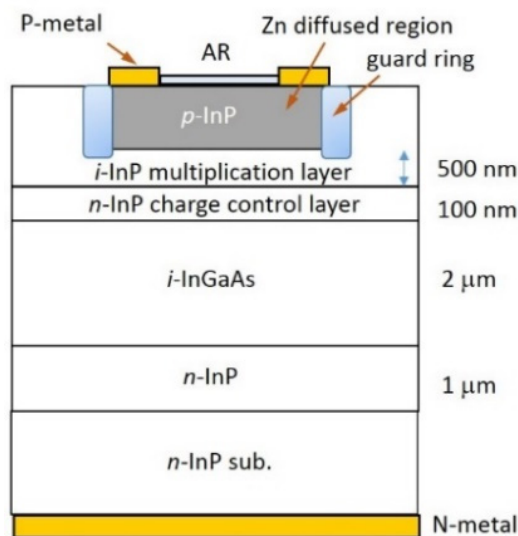 P-metal
AR
Zn diffused region
guard ring
p-InP
i-InP multiplication layer
500 nm
n-InP charge control layer
100 nm
i-InGaAs
2 μm
n-InP
1 μm
n-InP sub.
N-metal